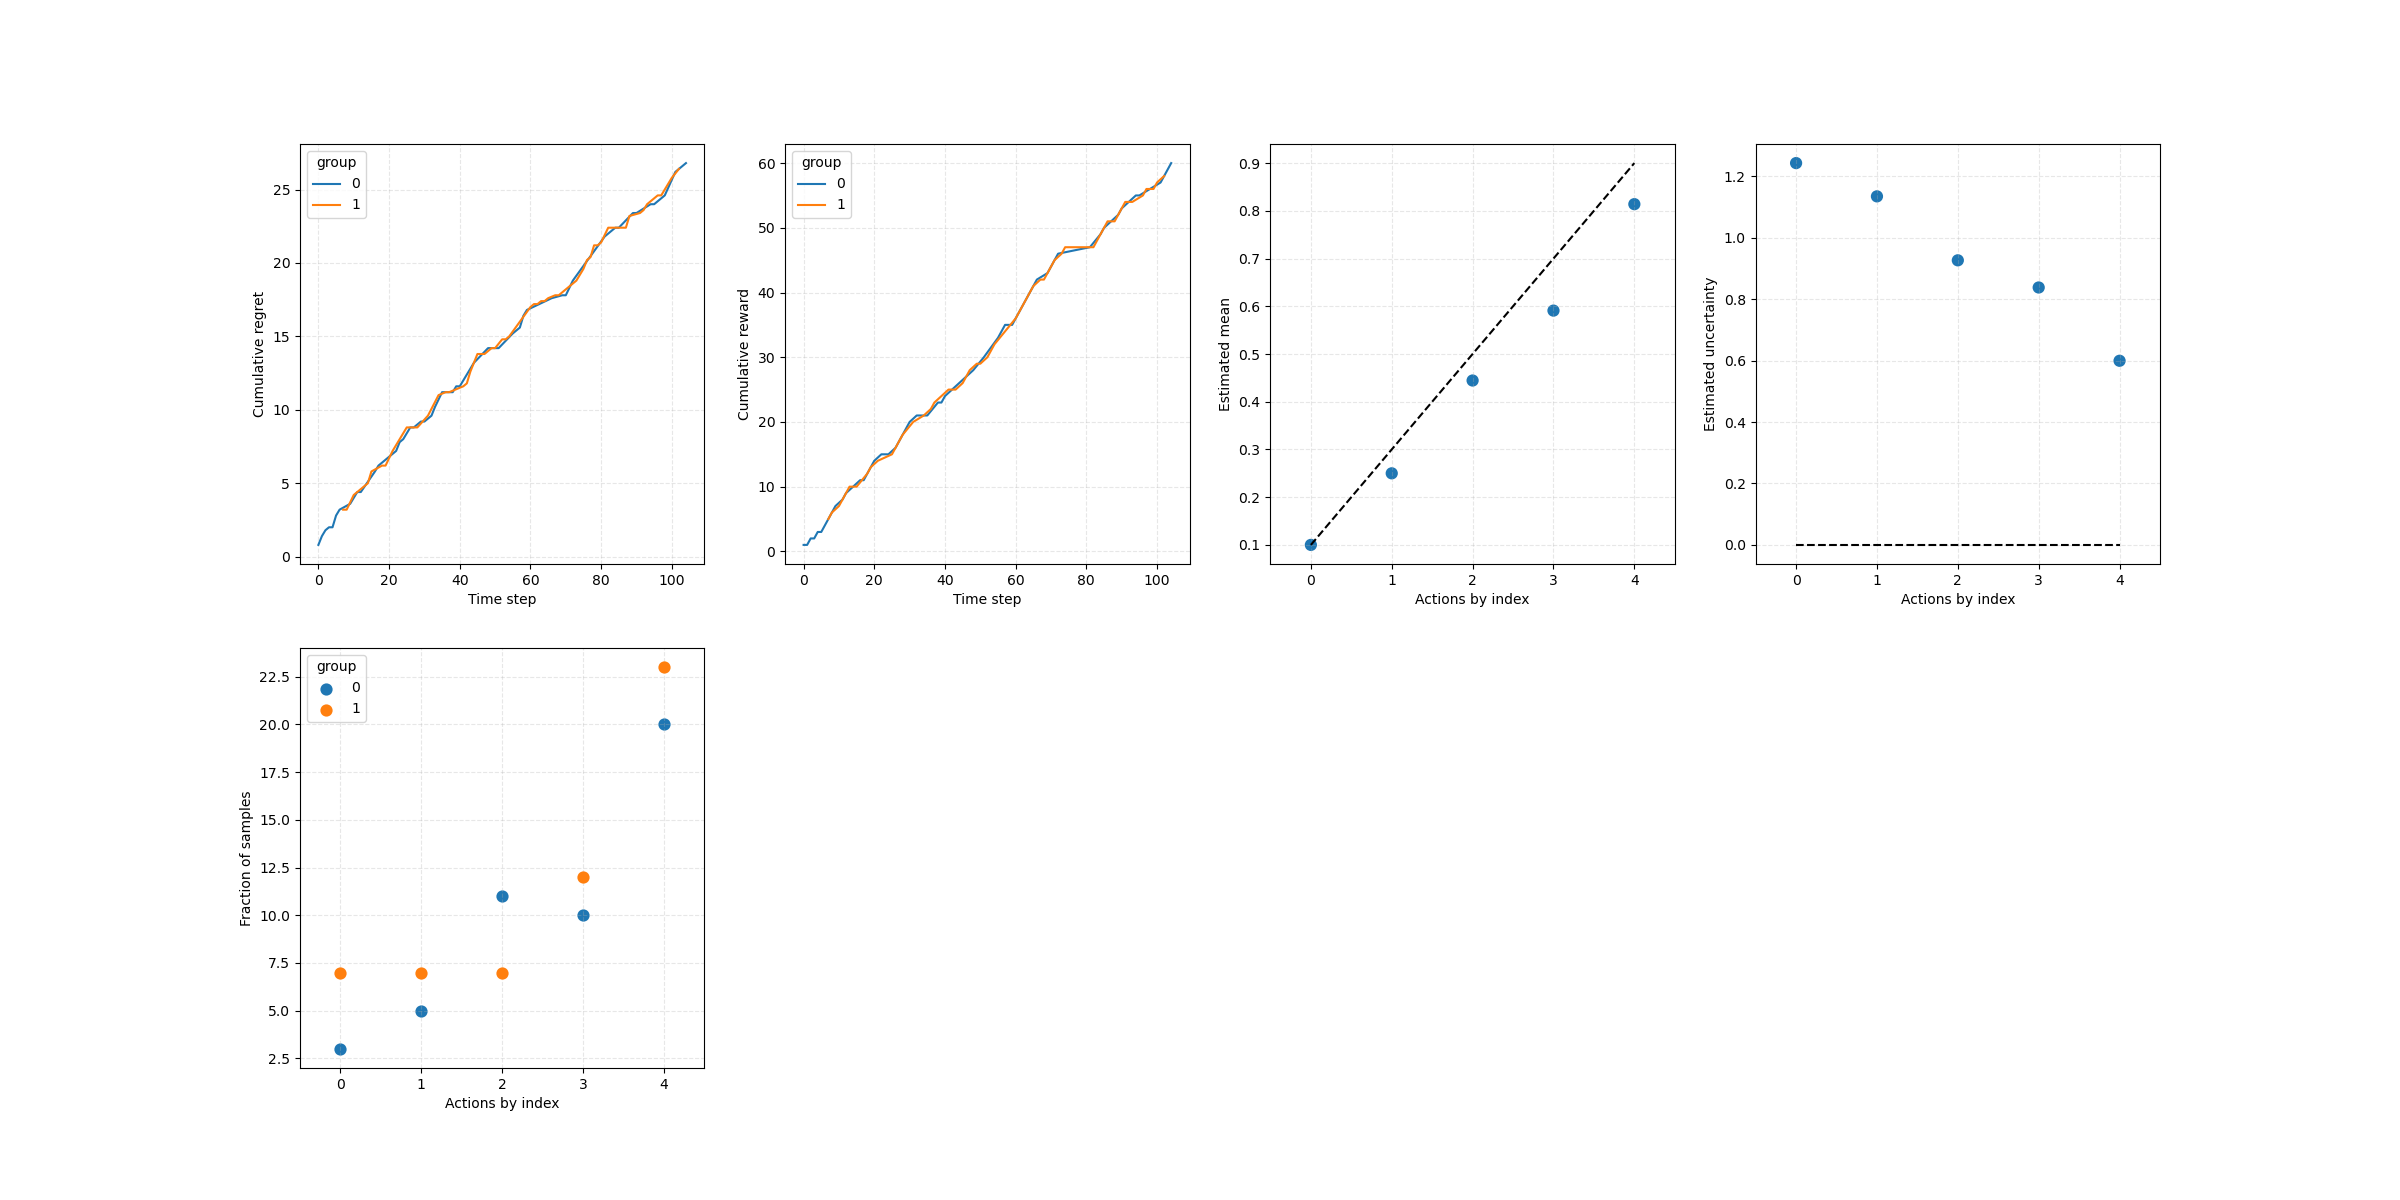 group
0
1
25
20
15
10
5
0
Cumulative regret
0 20 40 60 80 100
Time step
group
0
1
60
50
40
30
20
10
0
Cumulative reward
0 20 40 60 80 100
Time step
0.9
0.8
0.7
0.6
0.5
0.4
0.3
0.2
0.1
Estimated mean
0 1 2 3 4
Actions by index
1.2
1.0
0.8
0.6
0.4
0.2
0.0
Estimated uncertainty
0 1 2 3 4
Actions by index
group
0
1
22.5
20.0
17.5
15.0
12.5
10.0
7.5
5.0
2.5
Fraction of samples
0 1 2 3 4
Actions by index